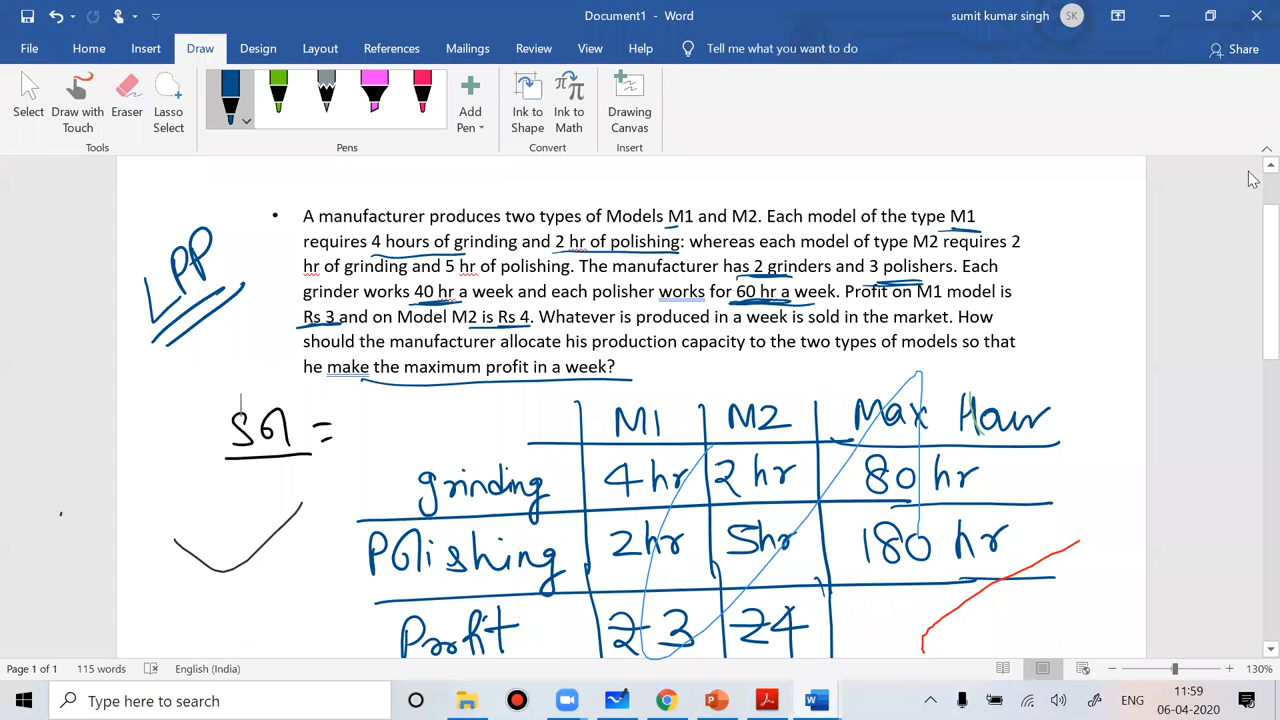 Document1 - Word
sumit kumar singh
SK
File Home Insert Draw Design Layout References Mailings Review View Help Tell me what you want to do
Share
Select
Draw with Touch
Eraser
Lasso Select
Add Pen
Ink to Shape
Ink to Math
Drawing Canvas
Tools
Pens
Convert
Insert
• A manufacturer produces two types of Models M1 and M2. Each model of the type M1
requires 4 hours of grinding and 2 hr of polishing: whereas each model of type M2 requires 2
hr of grinding and 5 hr of polishing. The manufacturer has 2 grinders and 3 polishers. Each
grinder works 40 hr a week and each polisher works for 60 hr a week. Profit on M1 model is
Rs 3 and on Model M2 is Rs 4. Whatever is produced in a week is sold in the market. How
should the manufacturer allocate his production capacity to the two types of models so that
he make the maximum profit in a week?
LPP
M1 M2 Max Hour
grinding 4 hr 2 hr 80 hr
Polishing 2hr 5hr 180 hr
Profit 3 4
Page 1 of 1 115 words English (India) 130%
Type here to search
ENG
11:59
06-04-2020